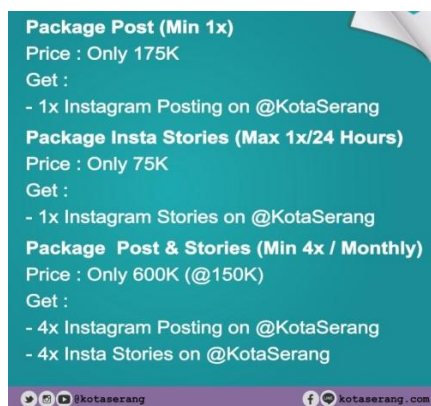 Package Post (Min 1x)
Price : Only 175K
Get :
- 1x Instagram Posting on @KotaSerang
Package Insta Stories (Max 1x/24 Hours)
Price : Only 75K
Get :
- 1x Instagram Stories on @KotaSerang
Package Post & Stories (Min 4x / Monthly)
Price : Only 600K (@150K)
Get :
- 4x Instagram Posting on @KotaSerang
- 4x Insta Stories on @KotaSerang
@kotaserang kotaserang.com